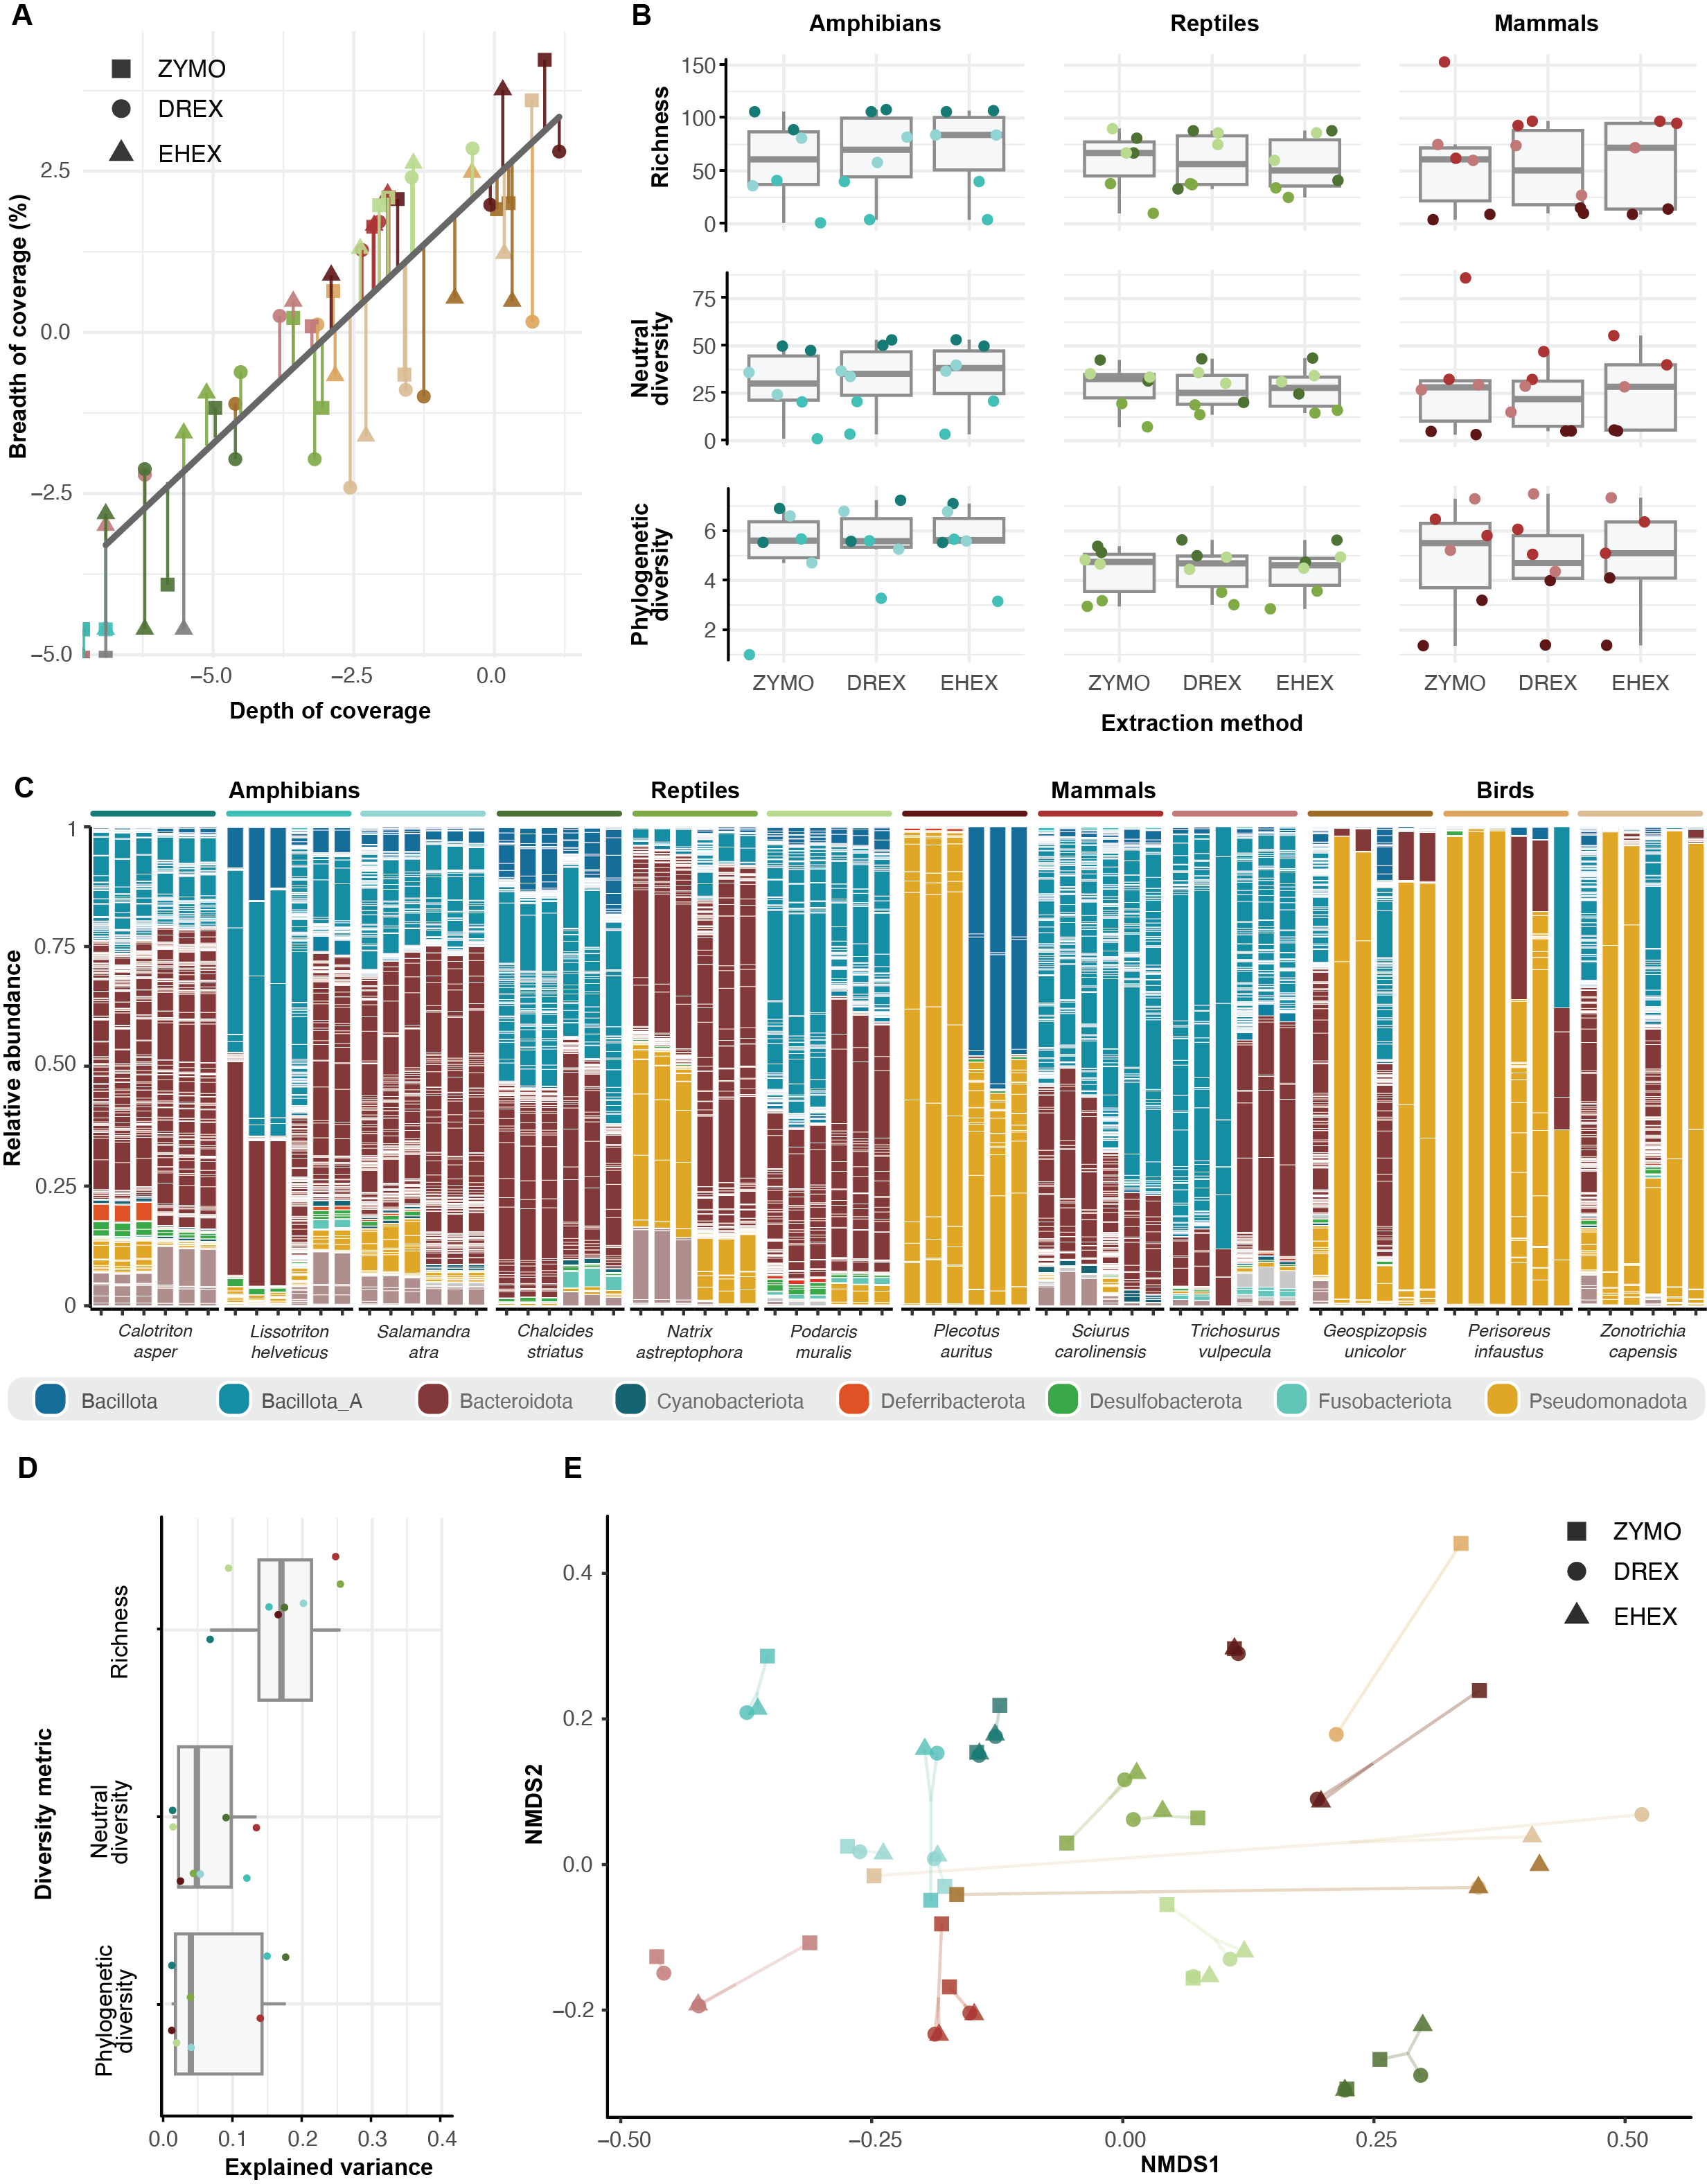 A
ZYMO
DREX
EHEX
Breadth of coverage (%)
2.5
0.0
−2.5
−5.0
−5.0
−2.5
0.0
Depth of coverage
B
Amphibians
Reptiles
Mammals
Richness
150
100
50
0
Neutral
diversity
75
50
25
0
Phylogenetic
diversity
6
4
2
ZYMO
DREX
EHEX
ZYMO
DREX
EHEX
ZYMO
DREX
EHEX
Extraction method
C
Amphibians
Reptiles
Mammals
Birds
Relative abundance
1
0.75
0.50
0.25
0
Calotriton
asper
Lissotriton
helveticus
Salamandra
atra
Chalcides
striatus
Natrix
astreptophora
Podarcis
muralis
Plecotus
auritus
Sciurus
carolinensis
Trichosurus
vulpecula
Geospizopsis
unicolor
Perisoreus
infaustus
Zonotrichia
capensis
Bacillota
Bacillota_A
Bacteroidota
Cyanobacteriota
Deferribacterota
Desulfobacterota
Fusobacteriota
Pseudomonadota
D
Diversity metric
Richness
Neutral
diversity
Phylogenetic
diversity
0.0
0.1
0.2
0.3
0.4
Explained variance
E
ZYMO
DREX
EHEX
NMDS2
0.4
0.2
0.0
−0.2
−0.50
−0.25
0.00
0.25
0.50
NMDS1